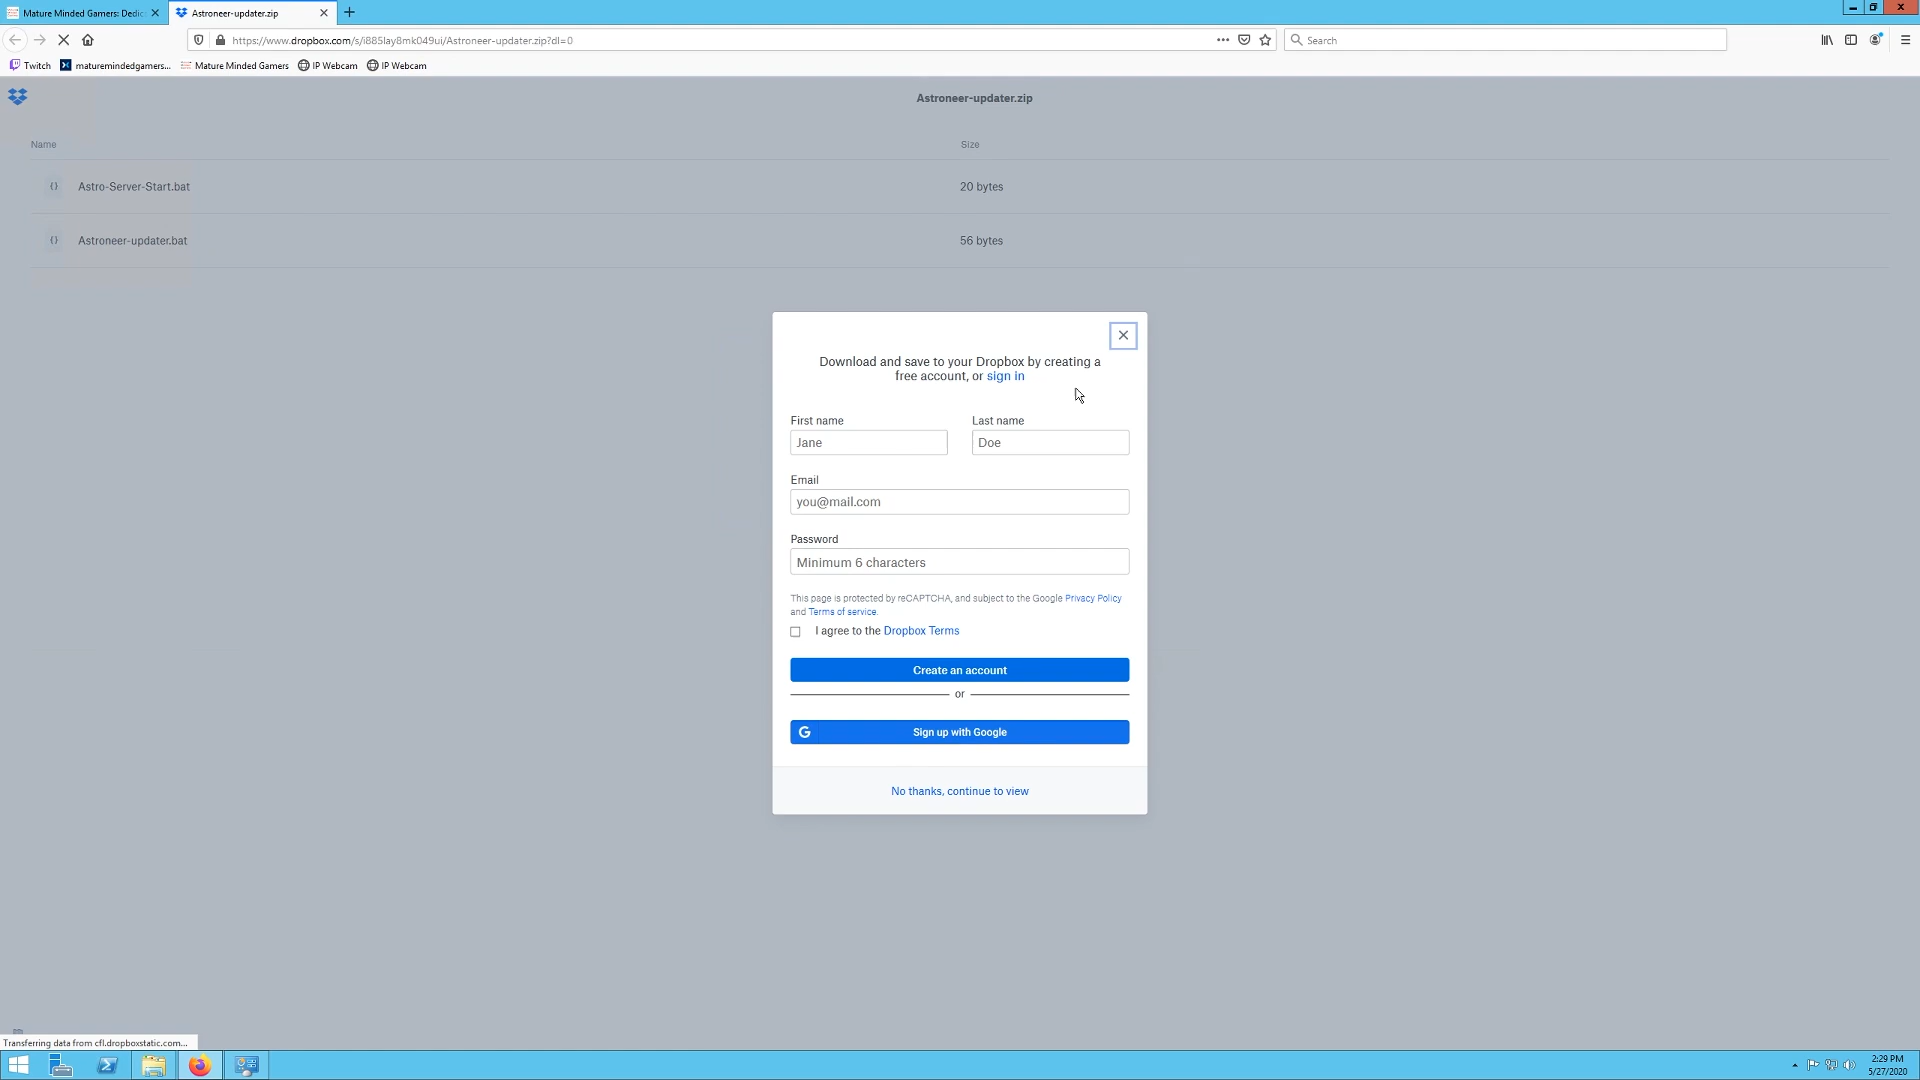 Mature Minded Gamers: Dedic
Astroneer-updater.zip
https://www.dropbox.com/s/i885lay8mk049ui/Astroneer-updater.zip?dl=0
Search
Twitch
maturemindedgamers...
Mature Minded Gamers
IP Webcam
IP Webcam
Astroneer-updater.zip
Name
Size
Astro-Server-Start.bat
20 bytes
Astroneer-updater.bat
56 bytes
Download and save to your Dropbox by creating a
free account, or sign in
First name
Last name
Jane
Doe
Email
you@mail.com
Password
Minimum 6 characters
This page is protected by reCAPTCHA, and subject to the Google Privacy Policy
and Terms of service.
I agree to the Dropbox Terms
Create an account
or
G
Sign up with Google
No thanks, continue to view
Transferring data from cfl.dropboxstatic.com...
2:29 PM
5/27/2020